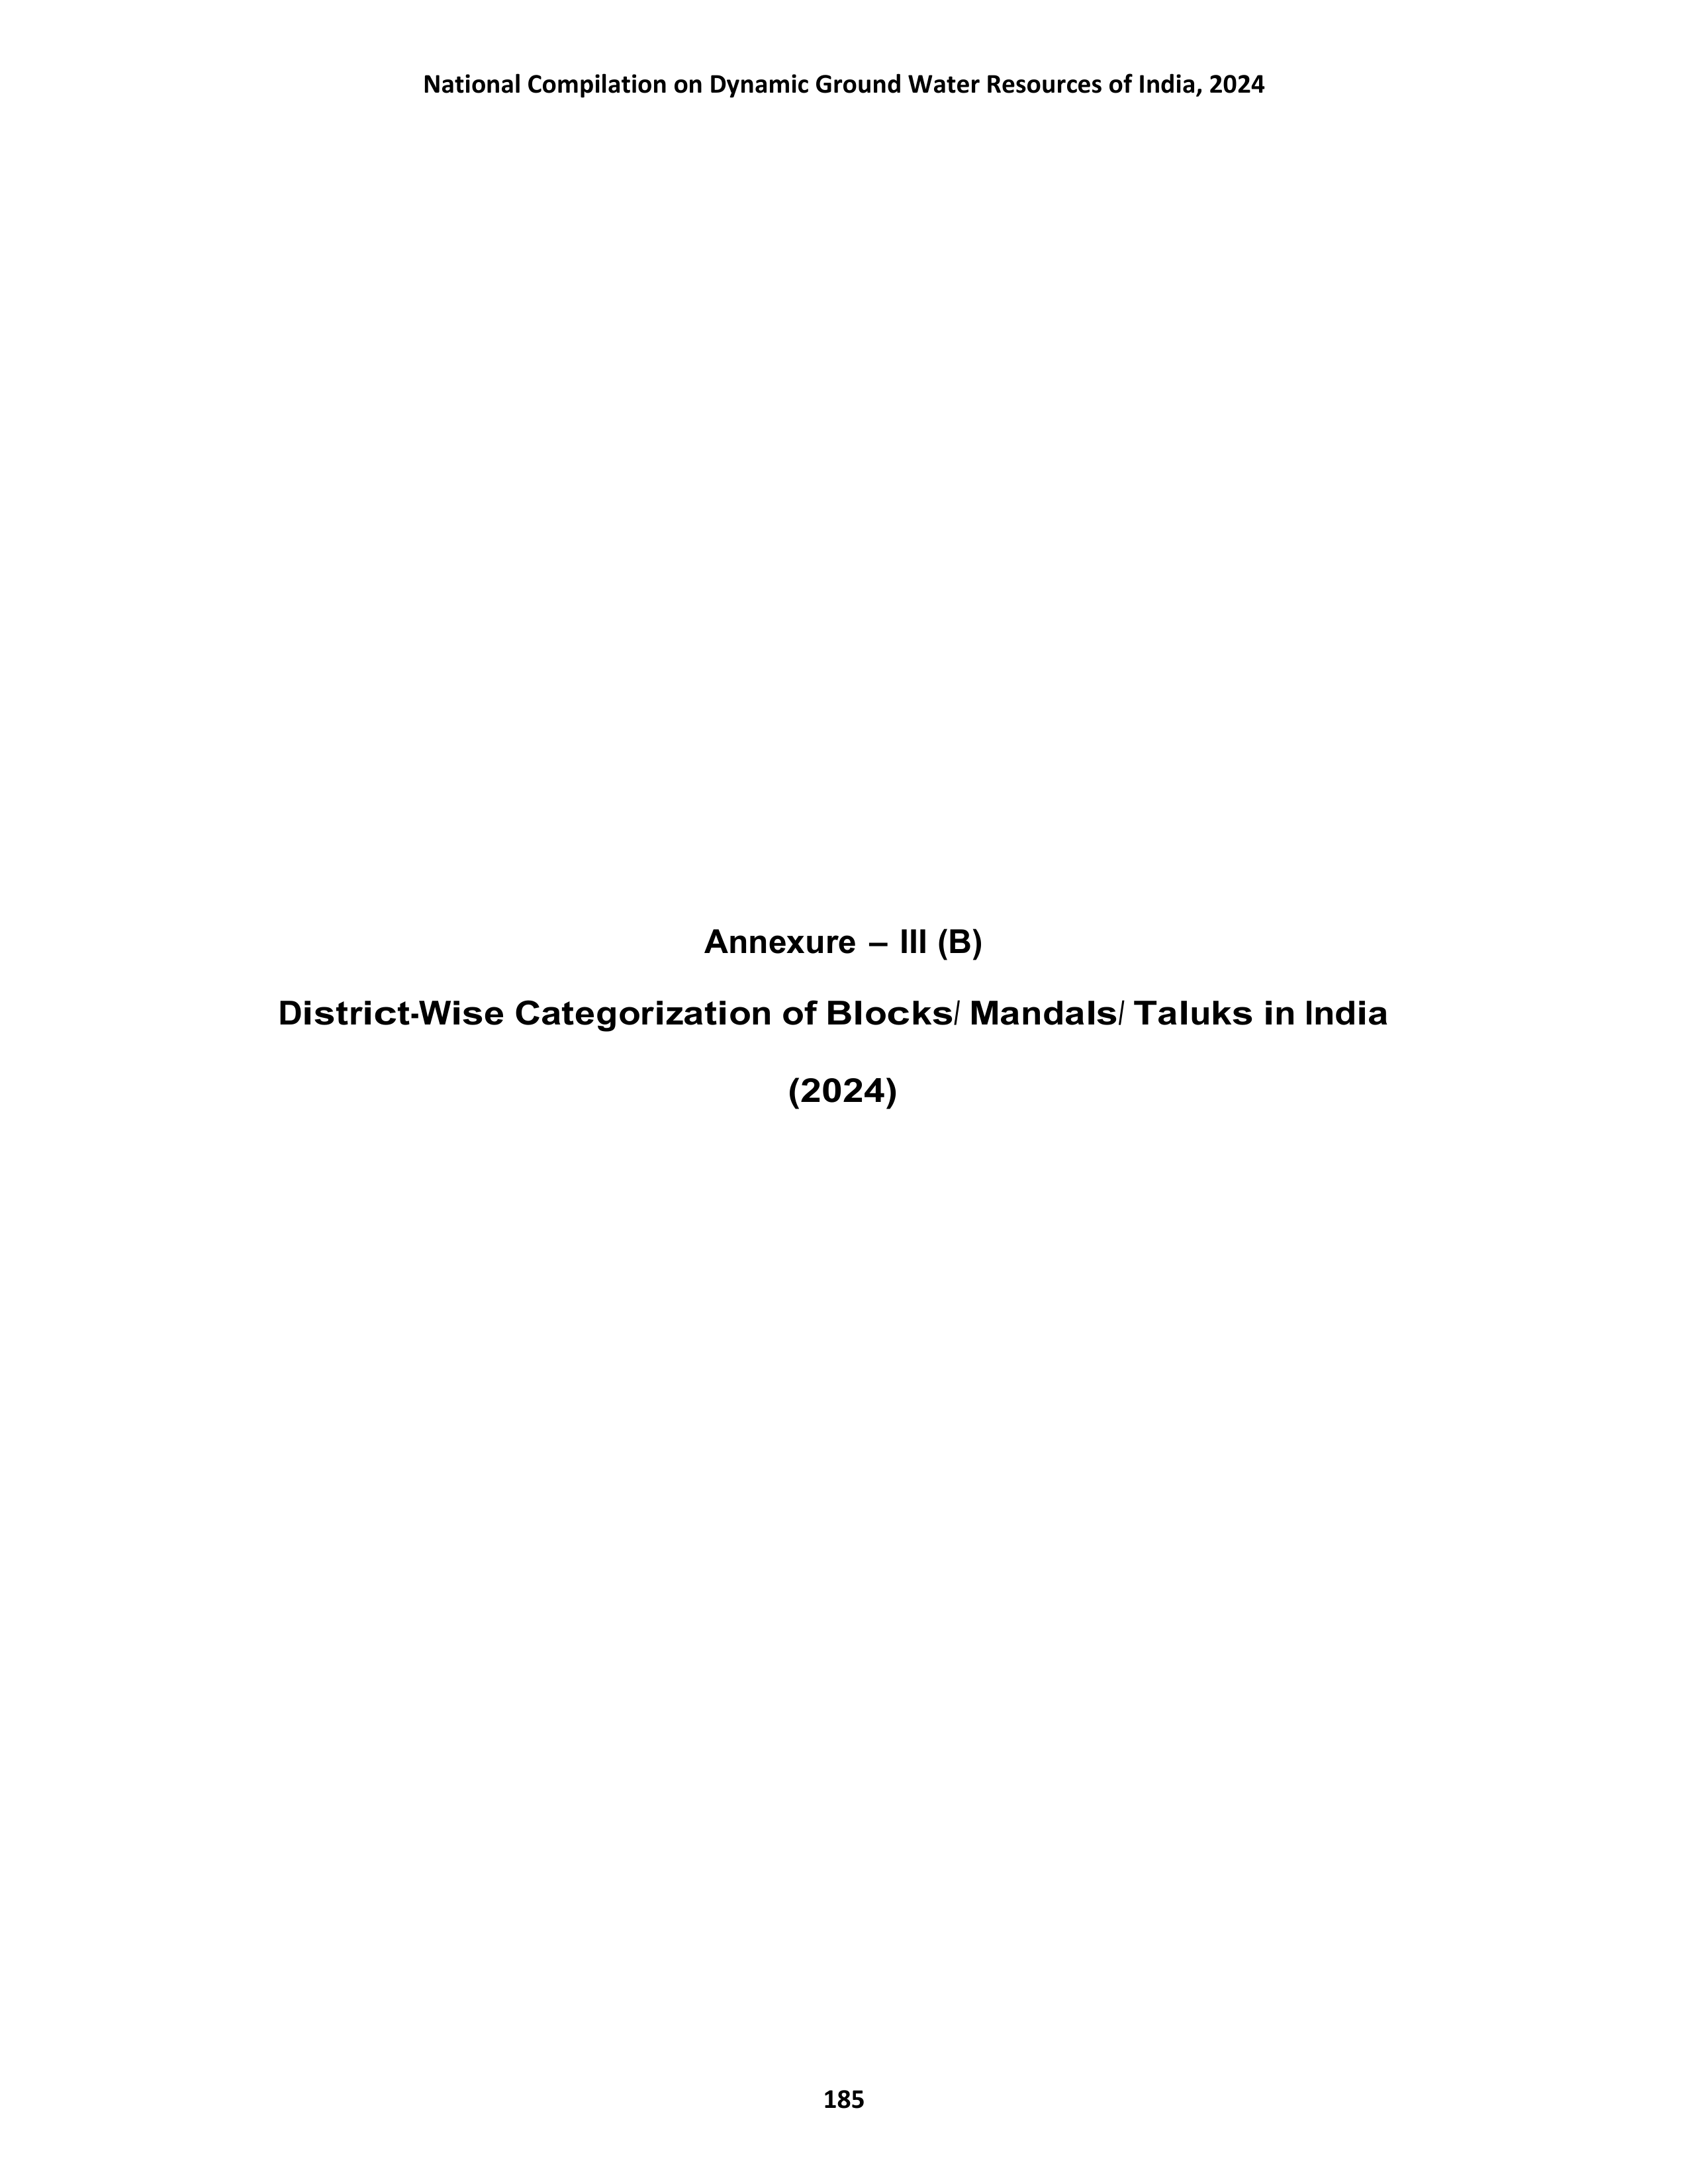 National Compilation on Dynamic Ground Water Resources of India, 2024
Annexure – III (B)
District-Wise Categorization of Blocks/ Mandals/ Taluks in India
(2024)
185